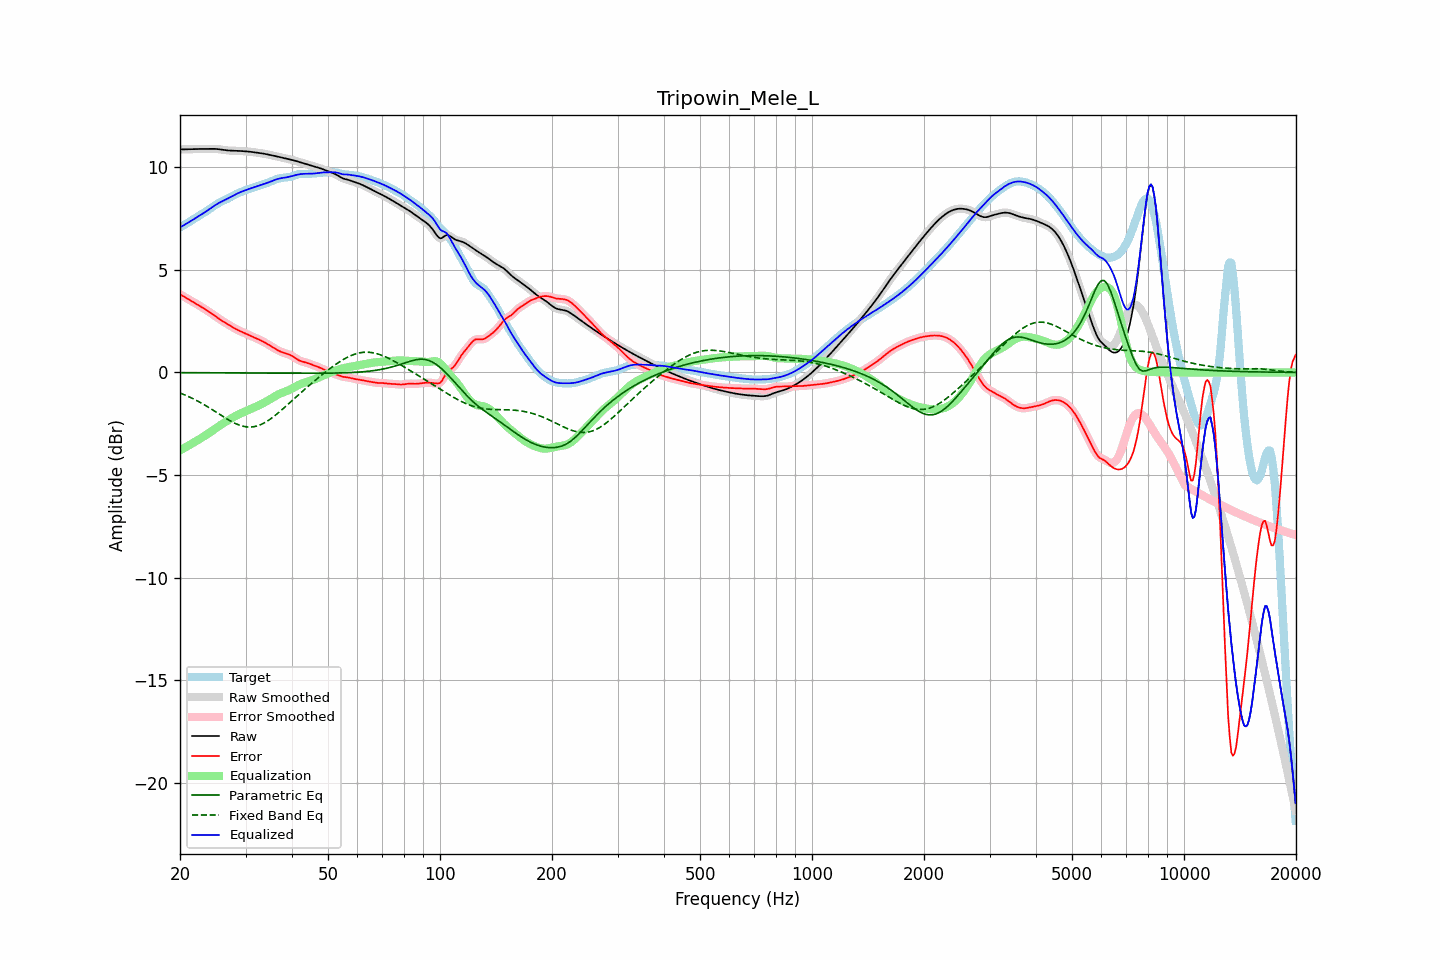 Tripowin_Mele_L
Amplitude (dBr)
10
5
0
−5
−10
−15
−20
Target
Raw Smoothed
Error Smoothed
Raw
Error
Equalization
Parametric Eq
Fixed Band Eq
Equalized
20 50 100 200 500 1000 2000 5000 10000 20000
Frequency (Hz)